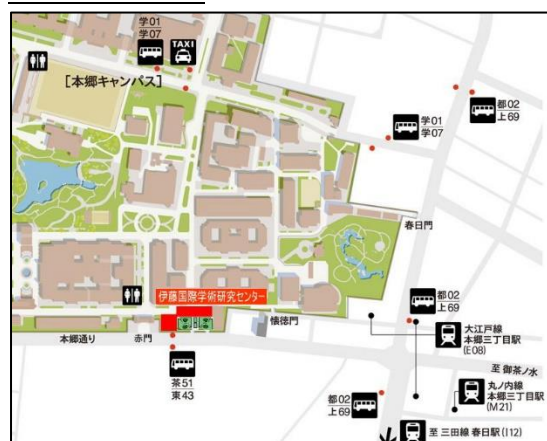 学01
学07
TAXI
[本郷キャンパス]
都02
上69
学01
学07
春日門
伊藤国際学術研究センター
都02
上69
懐徳門
大江戸線
本郷三丁目駅
(E08)
本郷通り
赤門
至 御茶ノ水
茶51
東43
丸ノ内線
本郷三丁目駅
(M21)
都02
上69
至 三田線 春日駅(I12)